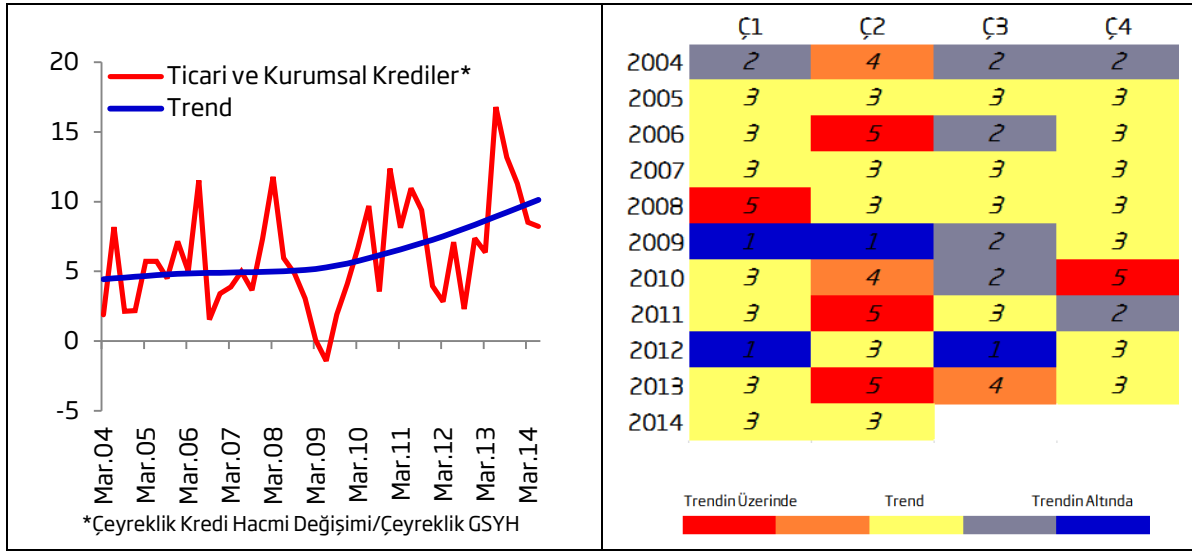 20
15
10
5
0
-5
Ticari ve Kurumsal Krediler*
Trend
Mar.04
Mar.05
Mar.06
Mar.07
Mar.08
Mar.09
Mar.10
Mar.11
Mar.12
Mar.13
Mar.14
*Çeyreklik Kredi Hacmi Değişimi/Çeyreklik GSYH
Ç1 Ç2 Ç3 Ç4
2004 2 4 2 2
2005 3 3 3 3
2006 3 5 2 3
2007 3 3 3 3
2008 5 3 3 3
2009 1 1 2 3
2010 3 4 2 5
2011 3 5 3 2
2012 1 3 1 3
2013 3 5 4 3
2014 3 3
Trendin Üzerinde Trend Trendin Altında